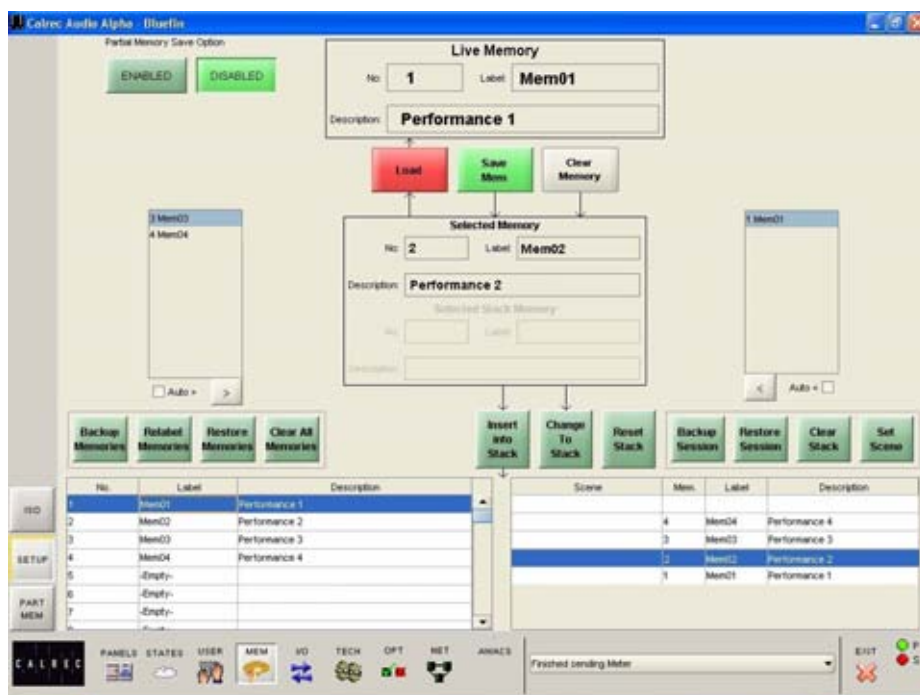 Calrec Audio Alpha - Bluefin
Partial Memory Save Option
ENABLED
DISABLED
Live Memory
No: 1 Label: Mem01
Description: Performance 1
Load
Save Mem
Clear Memory
3 Mem03
4 Mem04
Selected Memory
No: 2 Label: Mem02
Description: Performance 2
Selected Stack Memory
No: Label:
Description:
1 Mem01
Auto >
>
<
Auto <
Backup Memories
Relabel Memories
Restore Memories
Clear All Memories
Insert Into Stack
Change To Stack
Reset Stack
Backup Session
Restore Session
Clear Stack
Set Scene
No. Label Description
1 Mem01 Performance 1
2 Mem02 Performance 2
3 Mem03 Performance 3
4 Mem04 Performance 4
5 -Empty-
6 -Empty-
7 -Empty-
Scene Mem. Label Description
4 Mem04 Performance 4
3 Mem03 Performance 3
2 Mem02 Performance 2
1 Mem01 Performance 1
ISO
SETUP
PART MEM
CALREC
PANELS
STATES
USER
MEM
I/O
TECH
OPT
NET
AWACS
Finished sending Meter
EXIT
P
S